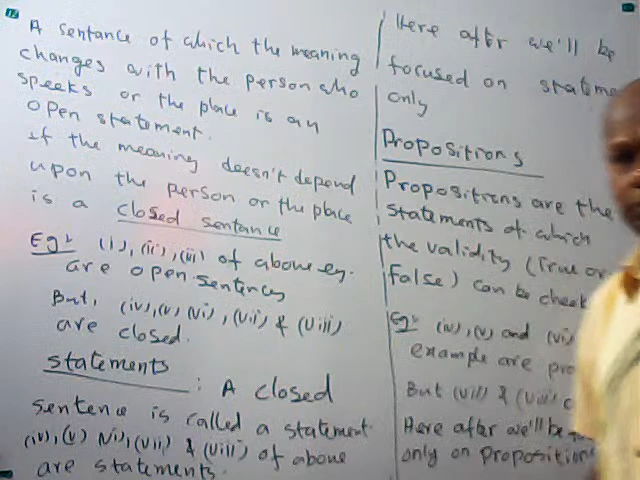 A sentance of which the meaning
changes with the person who
speeks or the place is an
open statement.
if the meaning doesn't depend
upon the person or the place
is a closed sentance
Eg: (i), (ii), (iii) of above eg.
are open sentences
But, (iv), (v) (vi), (vii) & (viii)
are closed.
statements : A closed
sentence is called a statement.
(iv), (v) (vi), (vii) & (viii) of above
are statements.
Here after we'll be
focused on
only
Propositions
Propositions are the
statements of which
the validity (True or
False) can be
Eg: (iv), (v) and (vi)
example are
But (vii) & (viii)
Here after we'll be
only on